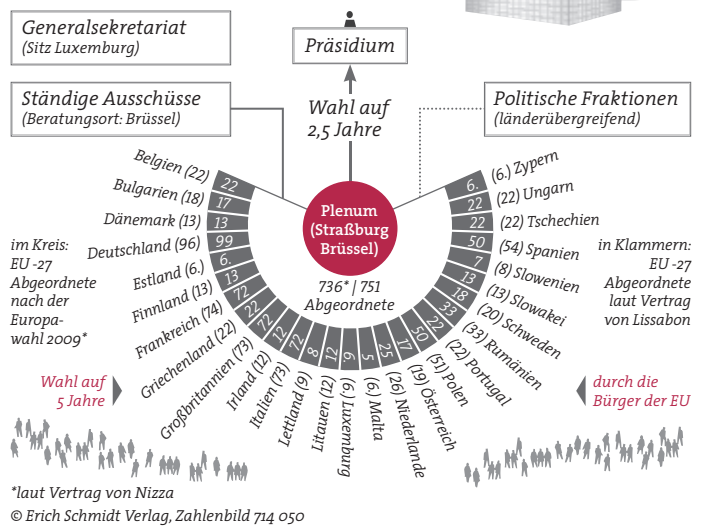 Generalsekretariat
(Sitz Luxemburg)
Präsidium
Ständige Ausschüsse
(Beratungsort: Brüssel)
Wahl auf
2,5 Jahre
Politische Fraktionen
(länderübergreifend)
Plenum
(Straßburg
Brüssel)
736* | 751
Abgeordnete
im Kreis:
EU -27
Abgeordnete
nach der
Europa-
wahl 2009*
Belgien (22) 22
Bulgarien (18) 17
Dänemark (13) 13
Deutschland (96) 99
Estland (6.) 6.
Finnland (13) 13
Frankreich (74) 72
Griechenland (22) 22
Großbritannien (73) 72
Irland (12) 12
Italien (73) 72
Lettland (9) 8
Litauen (12) 12
(6) Luxemburg 6
(6.) Malta 5
(26) Niederlande 25
(19) Österreich 17
(51) Polen 50
(22) Portugal 22
(33) Rumänien 33
(20) Schweden 18
(13) Slowakei 13
(8) Slowenien 7
(54) Spanien 50
(22) Tschechien 22
(22) Ungarn 22
(6.) Zypern 6.
in Klammern:
EU -27
Abgeordnete
laut Vertrag
von Lissabon
Wahl auf
5 Jahre
durch die
Bürger der EU
*laut Vertrag von Nizza
© Erich Schmidt Verlag, Zahlenbild 714 050